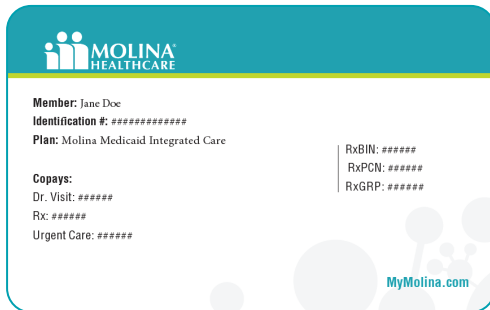 MOLINA®
HEALTHCARE
Member: Jane Doe
Identification #: #############
Plan: Molina Medicaid Integrated Care
Copays:
Dr. Visit: ######
Rx: ######
Urgent Care: ######
RxBIN: ######
RxPCN: ######
RxGRP: ######
MyMolina.com